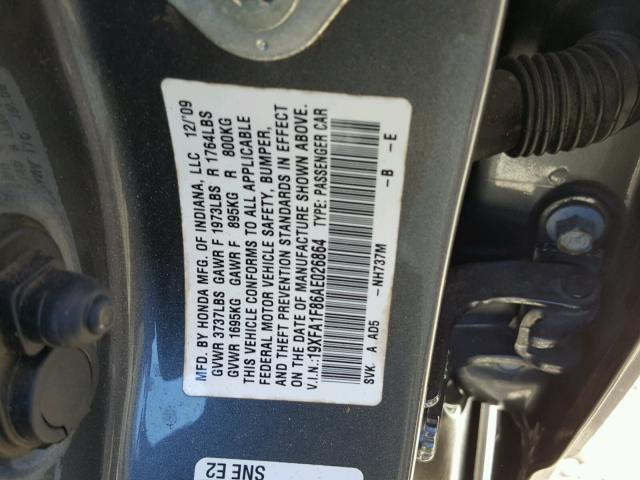 MFD. BY HONDA MFG. OF INDIANA, LLC 12/'09
GVWR 3737LBS GAWR F 1973LBS R 1764LBS
GVWR 1695KG GAWR F 895KG R 800KG
THIS VEHICLE CONFORMS TO ALL APPLICABLE
FEDERAL MOTOR VEHICLE SAFETY, BUMPER,
AND THEFT PREVENTION STANDARDS IN EFFECT
ON THE DATE OF MANUFACTURE SHOWN ABOVE.
V.I.N.:19XFA1F86AE026864 TYPE: PASSENGER CAR
-NH737M -B -E
SVK A AD5
SNE E2